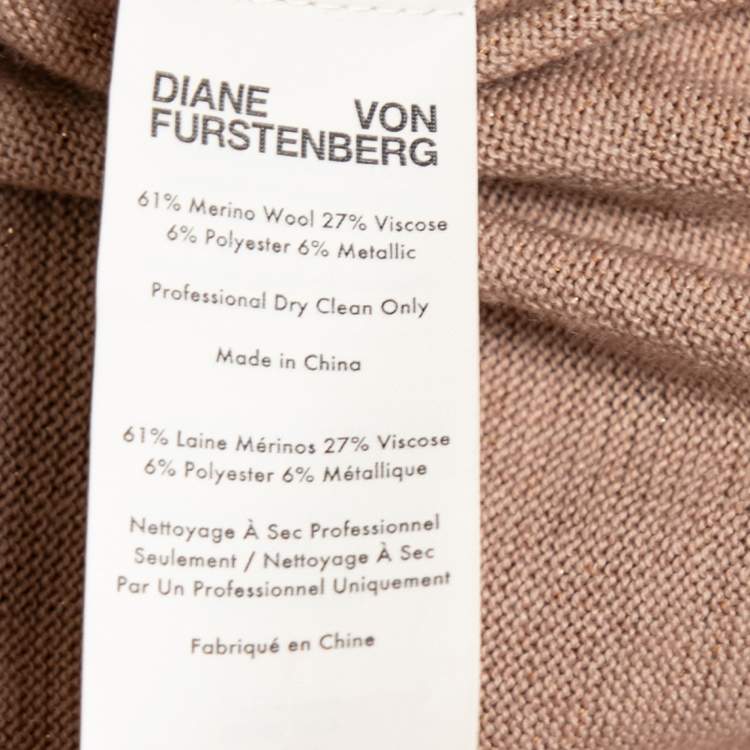 DIANE VON
FURSTENBERG
61% Merino Wool 27% Viscose
6% Polyester 6% Metallic
Professional Dry Clean Only
Made in China
61% Laine Mérinos 27% Viscose
6% Polyester 6% Métallique
Nettoyage À Sec Professionnel
Seulement / Nettoyage À Sec
Par Un Professionnel Uniquement
Fabriqué en Chine